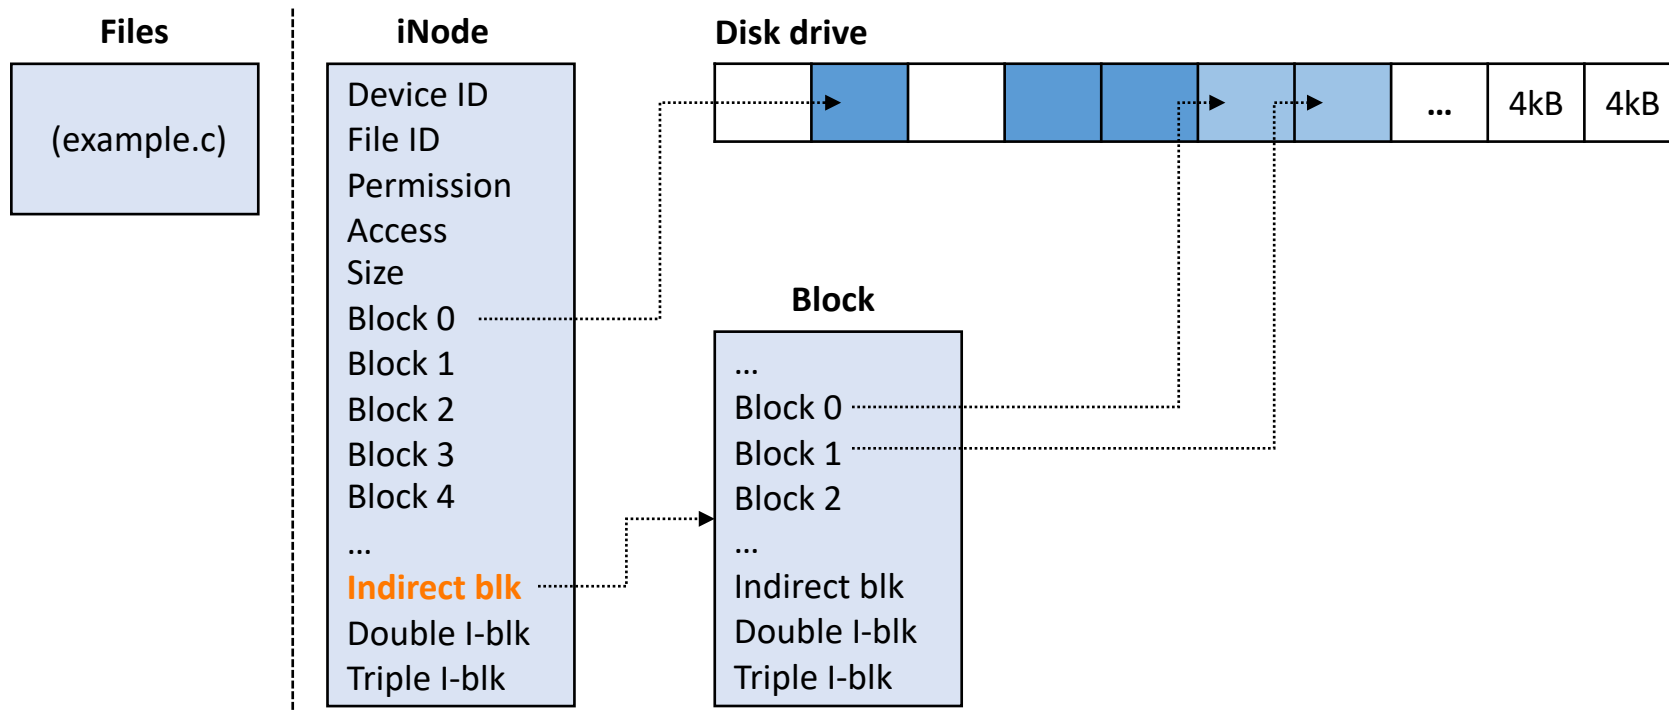 Files
(example.c)
iNode
Device ID
File ID
Permission
Access
Size
Block 0
Block 1
Block 2
Block 3
Block 4
...
Indirect blk
Double I-blk
Triple I-blk
Disk drive
... 4kB 4kB
Block
...
Block 0
Block 1
Block 2
...
Indirect blk
Double I-blk
Triple I-blk